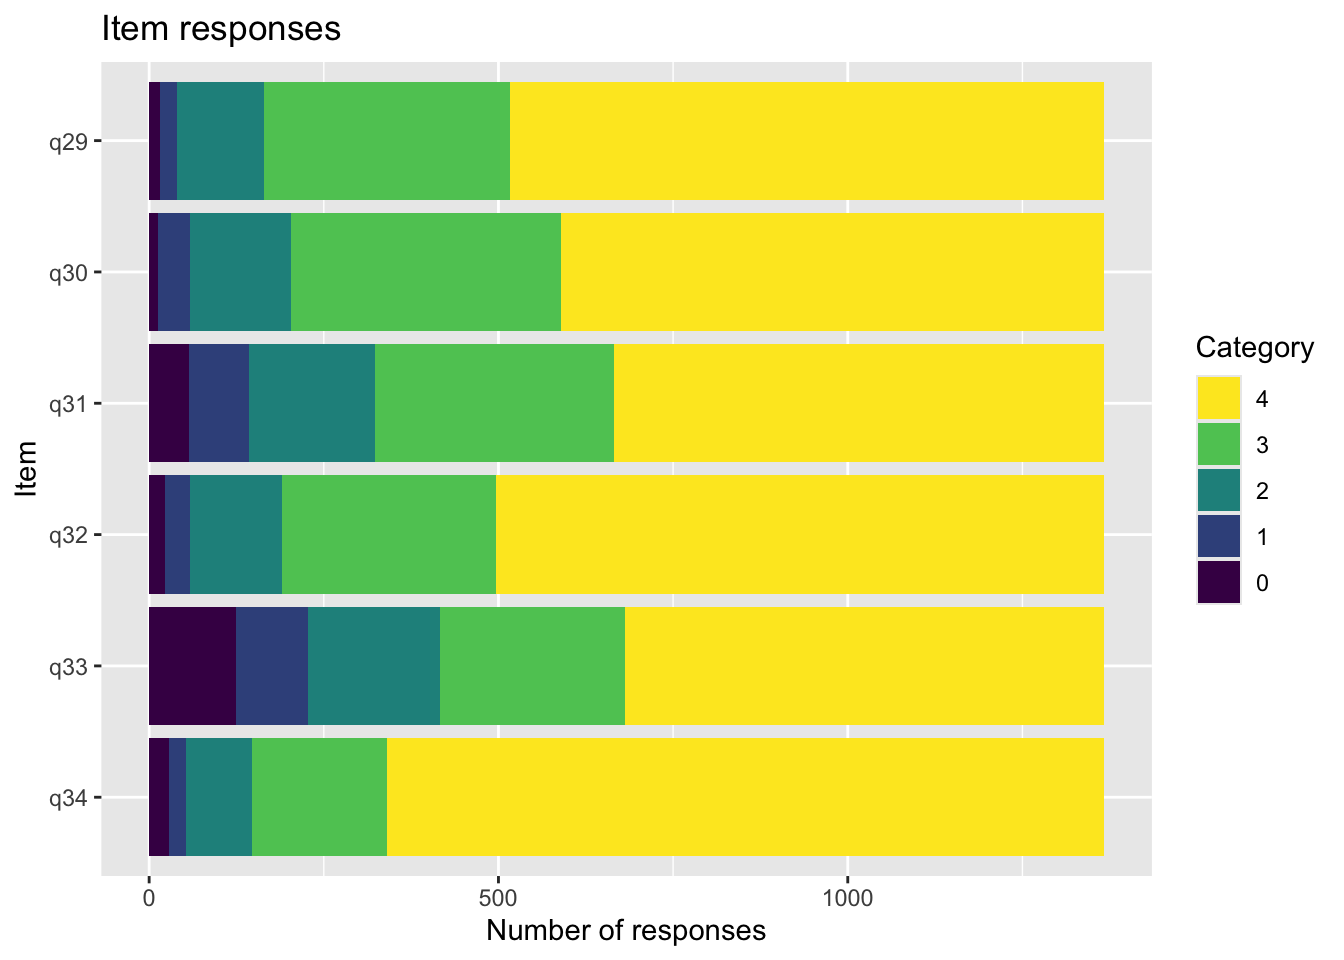 Item responses
q29
q30
q31
q32
q33
q34
Item
0
500
1000
Number of responses
Category
4
3
2
1
0